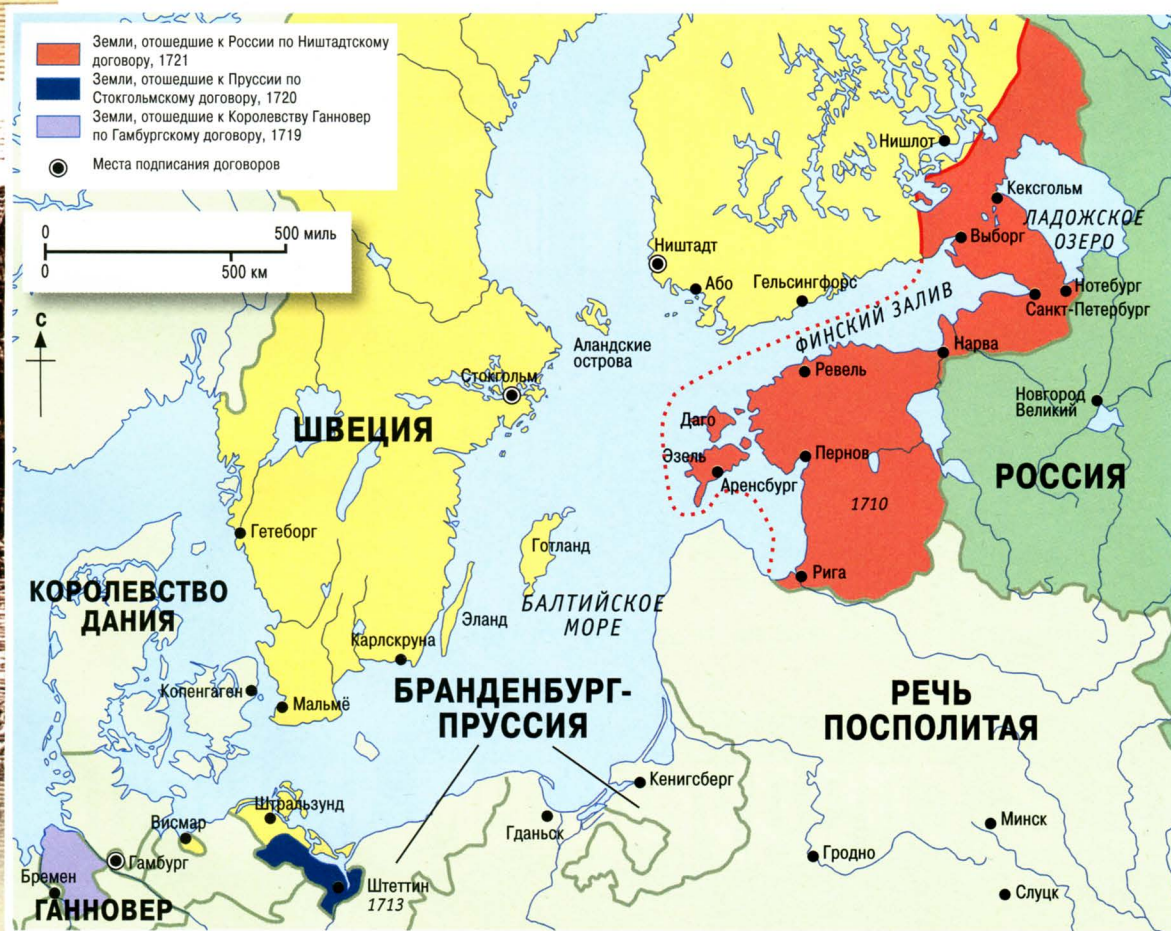 Земли, отошедшие к России по Ништадтскому
договору, 1721
Земли, отошедшие к Пруссии по
Стокгольмскому договору, 1720
Земли, отошедшие к Королевству Ганновер
по Гамбургскому договору, 1719
Места подписания договоров
0 500 миль
0 500 км
С
Нишлот
Кексгольм
ЛАДОЖСКОЕ
ОЗЕРО
Выборг
Ништадт
Або
Гельсингфорс
Нотебург
Санкт-Петербург
ФИНСКИЙ ЗАЛИВ
Аландские
острова
Нарва
Стокгольм
Ревель
Новгород
Великий
ШВЕЦИЯ
Даго
Эзель
Пернов
Аренсбург
РОССИЯ
1710
Гетеборг
Готланд
Рига
КОРОЛЕВСТВО
ДАНИЯ
БАЛТИЙСКОЕ
МОРЕ
Эланд
Карлскруна
Копенгаген
Мальмё
БРАНДЕНБУРГ-
ПРУССИЯ
РЕЧЬ
ПОСПОЛИТАЯ
Кенигсберг
Штральзунд
Висмар
Гданьск
Минск
Гамбург
Гродно
Бремен
Штеттин
1713
Слуцк
ГАННОВЕР